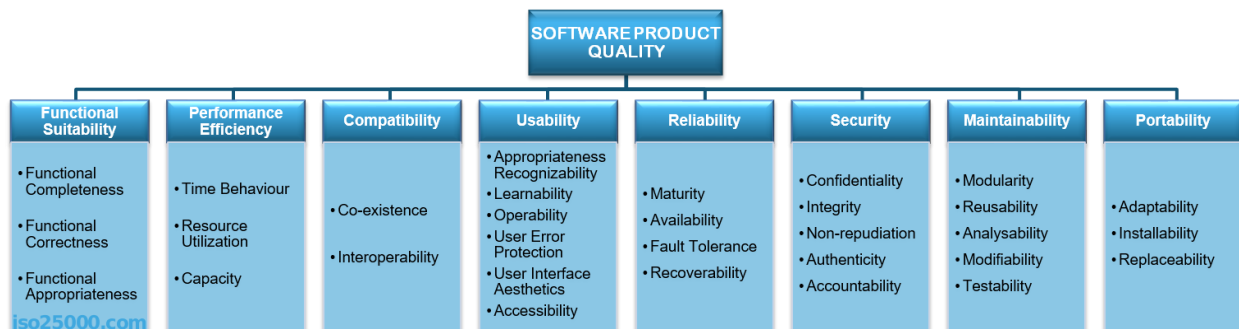 SOFTWARE PRODUCT
QUALITY
Functional
Suitability
• Functional
Completeness
• Functional
Correctness
• Functional
Appropriateness
Performance
Efficiency
• Time Behaviour
• Resource
Utilization
• Capacity
Compatibility
• Co-existence
• Interoperability
Usability
• Appropriateness
Recognizability
• Learnability
• Operability
• User Error
Protection
• User Interface
Aesthetics
• Accessibility
Reliability
• Maturity
• Availability
• Fault Tolerance
• Recoverability
Security
• Confidentiality
• Integrity
• Non-repudiation
• Authenticity
• Accountability
Maintainability
• Modularity
• Reusability
• Analysability
• Modifiability
• Testability
Portability
• Adaptability
• Installability
• Replaceability
iso25000.com